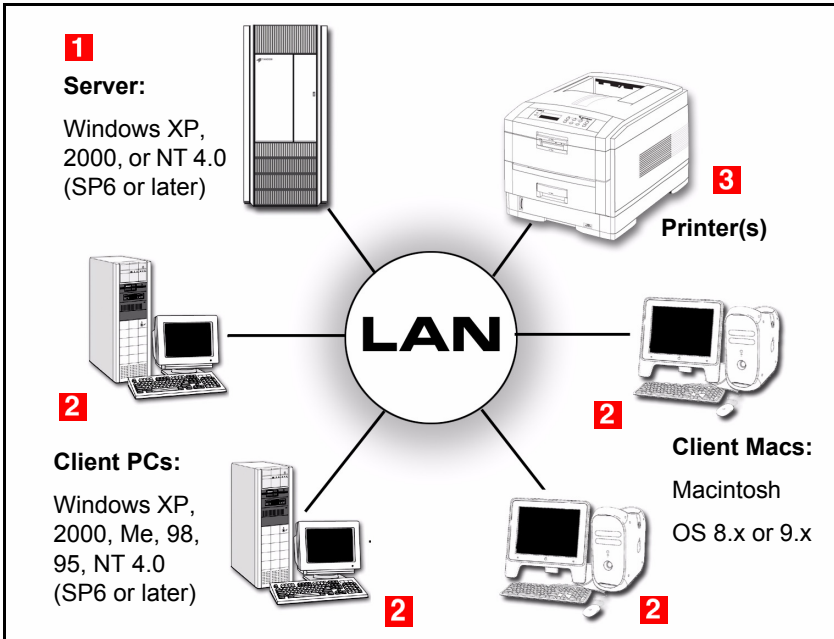 1
Server:
Windows XP,
2000, or NT 4.0
(SP6 or later)
3
Printer(s)
LAN
2
2
Client PCs:
Windows XP,
2000, Me, 98,
95, NT 4.0
(SP6 or later)
2
Client Macs:
Macintosh
OS 8.x or 9.x
2